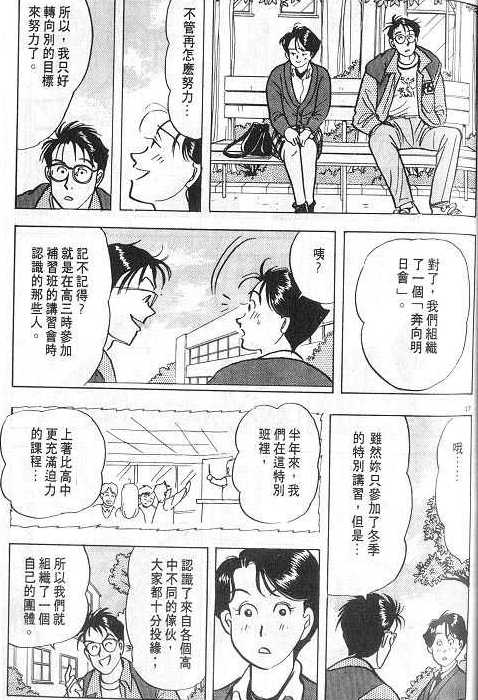 不管再怎麼努力…
所以，我只好
轉向別的目標
來努力了。
對了，我們組織
了一個「奔向明
日會」。
咦？
記不記得？
就是在高三時參加
補習班的講習會時
認識的那些人。
17
哦……
雖然妳只參加了冬季
的特別講習，但是…
半年來，我
們在這特別
班裡，
上著比高中
更充滿迫力
的課程…
認識了來自各個高
中不同的傢伙，
大家都十分投緣；
所以我們就
組織了一個
自己的團體。